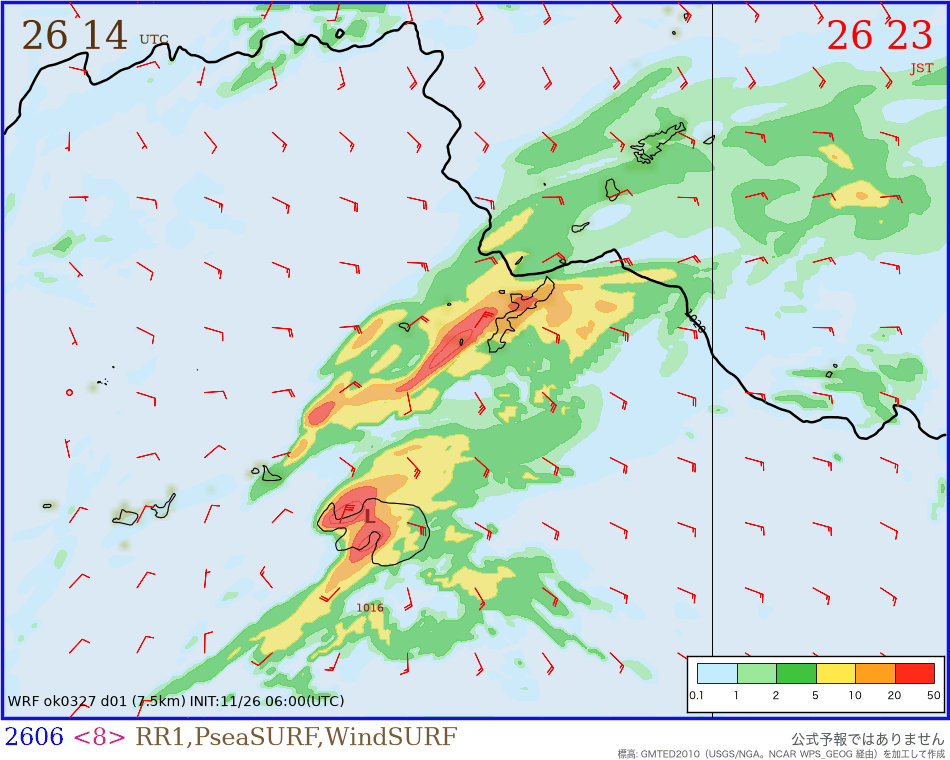 26 14 UTC
26 23
JST
1020
L
1016
WRF ok0327 d01 (7.5km) INIT:11/26 06:00(UTC)
0.1 1 2 5 10 20 50
2606 <8> RR1,PseaSURF,WindSURF
公式予報ではありません
標高: GMTED2010（USGS/NGA。NCAR WPS_GEOG 経由）を加工して作成